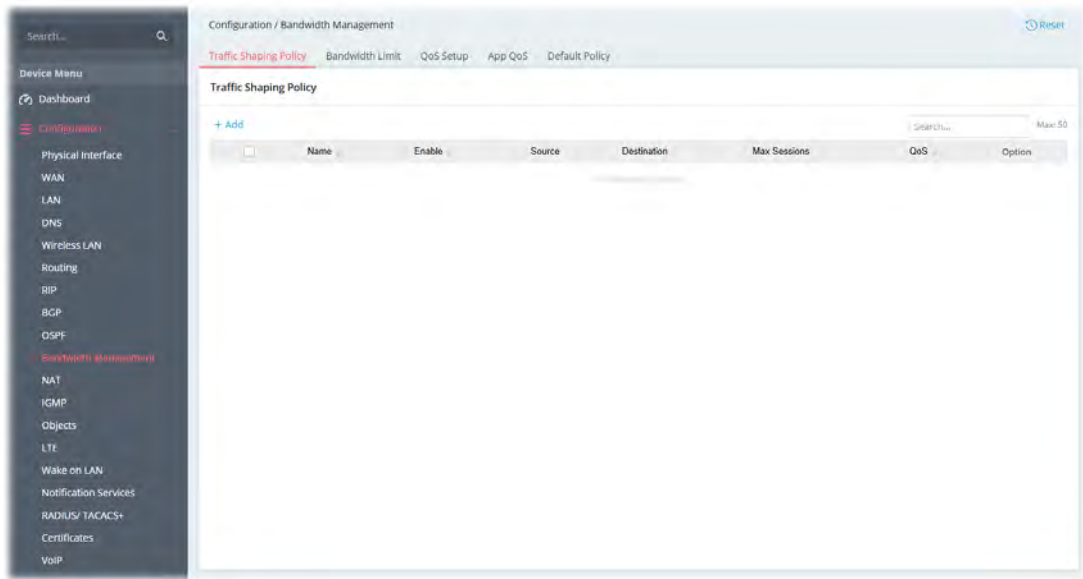 Search...
Device Menu
Dashboard
Configuration
Physical Interface
WAN
LAN
DNS
Wireless LAN
Routing
RIP
BGP
OSPF
Bandwidth Management
NAT
IGMP
Objects
LTE
Wake on LAN
Notification Services
RADIUS/ TACACS+
Certificates
VoIP
Configuration / Bandwidth Management
Reset
Traffic Shaping Policy Bandwidth Limit QoS Setup App QoS Default Policy
Traffic Shaping Policy
+ Add
Search... Max: 50
Name Enable Source Destination Max Sessions QoS Option